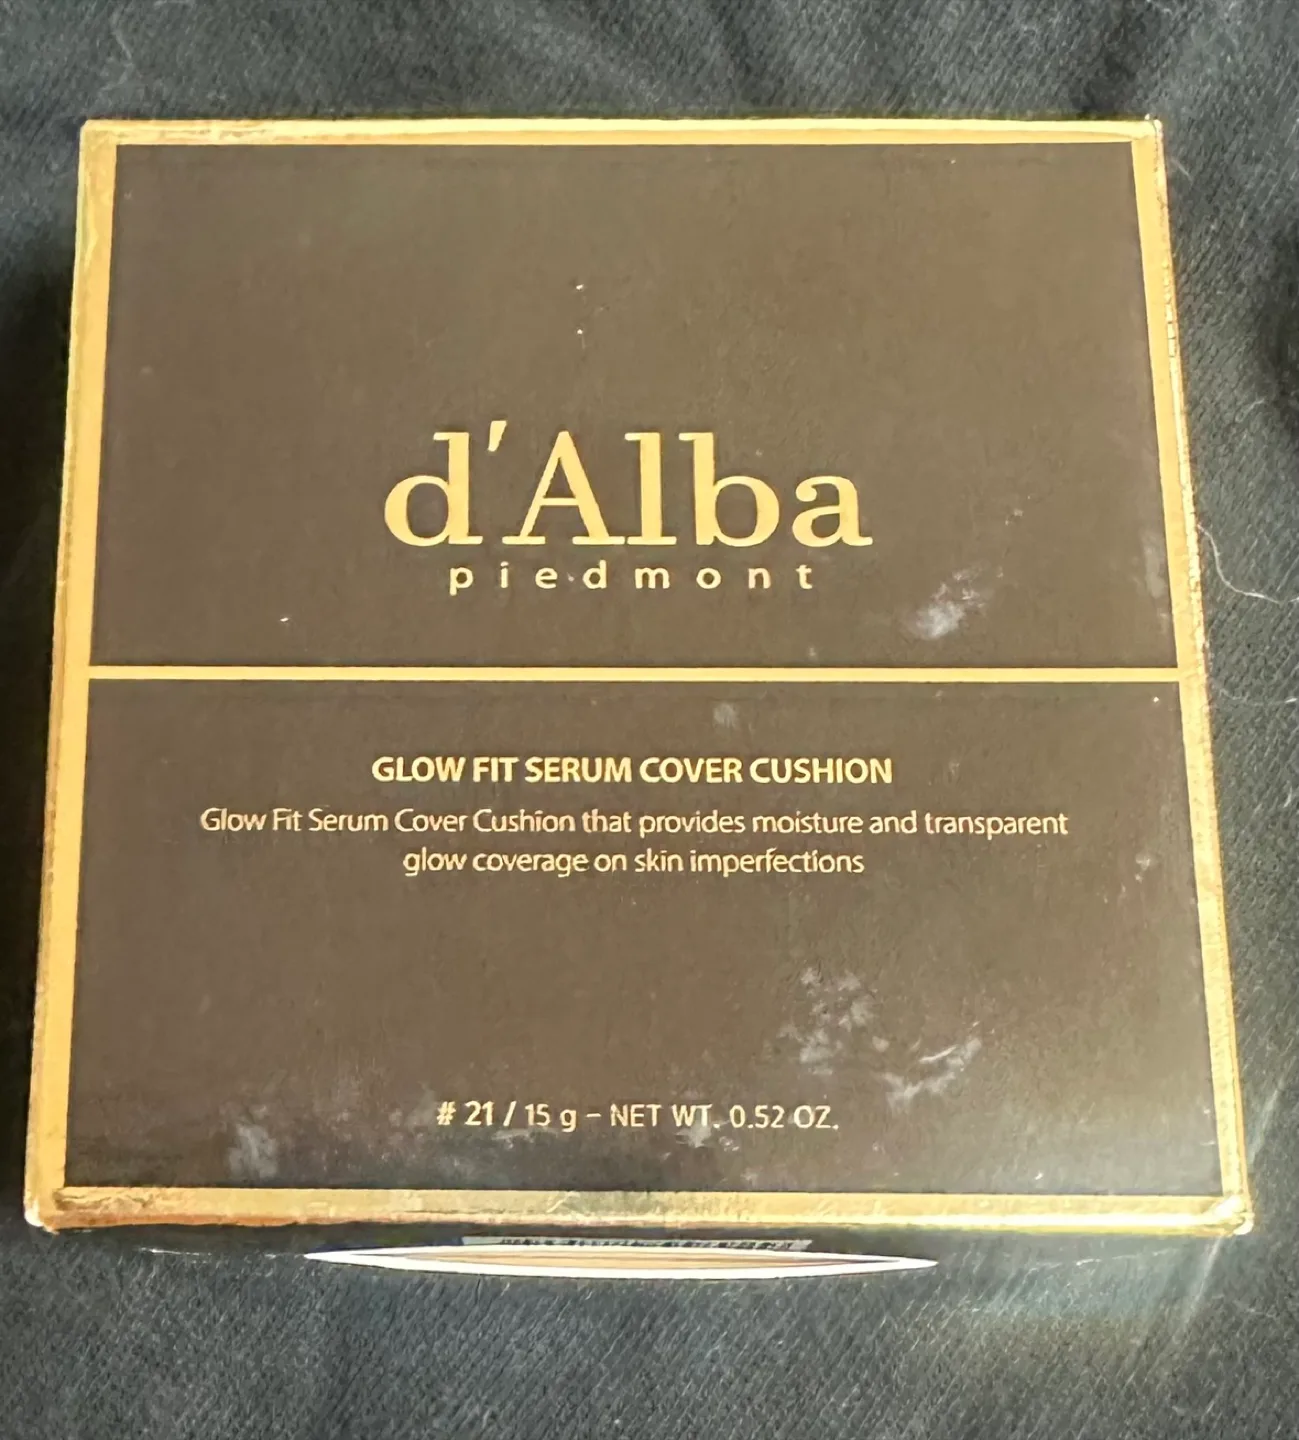 d'Alba
piedmont
GLOW FIT SERUM COVER CUSHION
Glow Fit Serum Cover Cushion that provides moisture and transparent
glow coverage on skin imperfections
# 21 / 15 g – NET WT. 0.52 OZ.